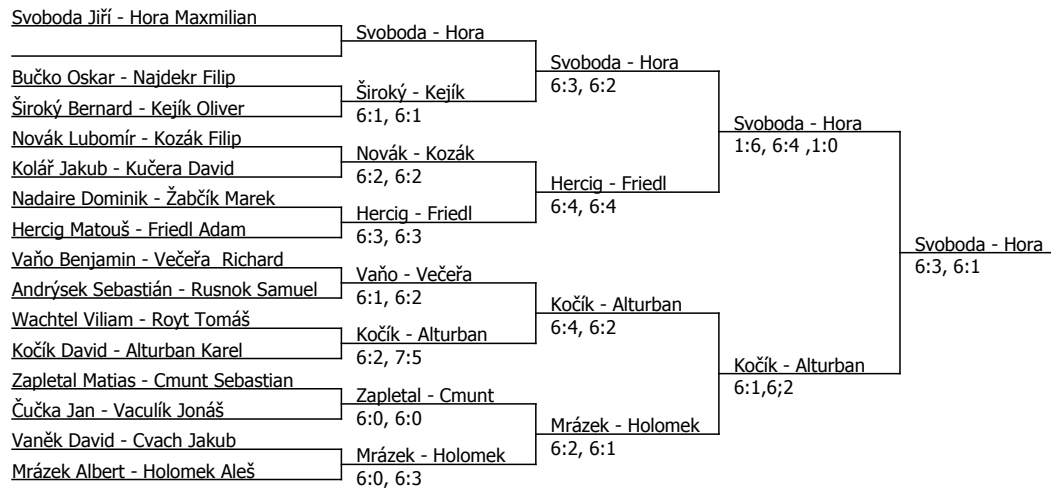 Svoboda Jiří - Hora Maxmilian
Bučko Oskar - Najdekr Filip
Široký Bernard - Kejík Oliver
Novák Lubomír - Kozák Filip
Kolář Jakub - Kučera David
Nadaire Dominik - Žabčík Marek
Hercig Matouš - Friedl Adam
Vaňo Benjamin - Večeřa  Richard
Andrýsek Sebastián - Rusnok Samuel
Wachtel Viliam - Royt Tomáš
Kočík David - Alturban Karel
Zapletal Matias - Cmunt Sebastian
Čučka Jan - Vaculík Jonáš
Vaněk David - Cvach Jakub
Mrázek Albert - Holomek Aleš
Svoboda - Hora
Široký - Kejík
6:1, 6:1
Novák - Kozák
6:2, 6:2
Hercig - Friedl
6:3, 6:3
Vaňo - Večeřa
6:1, 6:2
Kočík - Alturban
6:2, 7:5
Zapletal - Cmunt
6:0, 6:0
Mrázek - Holomek
6:0, 6:3
Svoboda - Hora
6:3, 6:2
Hercig - Friedl
6:4, 6:4
Kočík - Alturban
6:4, 6:2
Mrázek - Holomek
6:2, 6:1
Svoboda - Hora
1:6, 6:4 ,1:0
Kočík - Alturban
6:1,6;2
Svoboda - Hora
6:3, 6:1